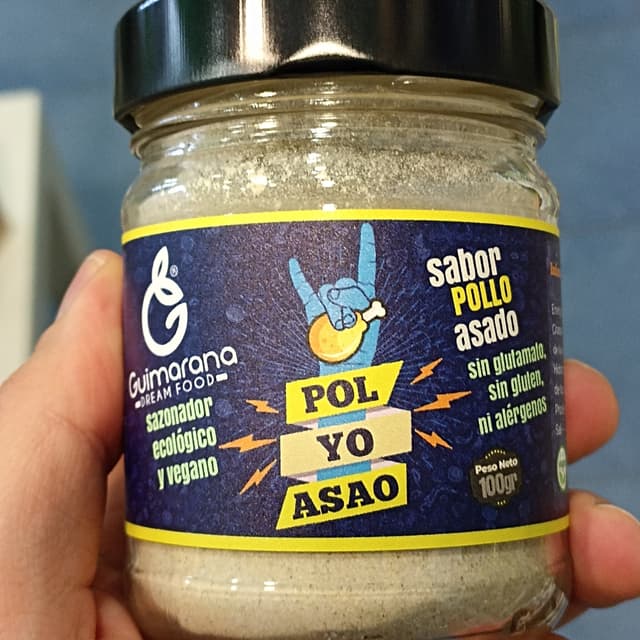 Guimarana
DREAM FOOD
®
sazonador
ecológico
y vegano
POL
YO
ASAO
sabor
POLLO
asado
sin glutamato,
sin gluten,
ni alérgenos
Peso Neto
100gr